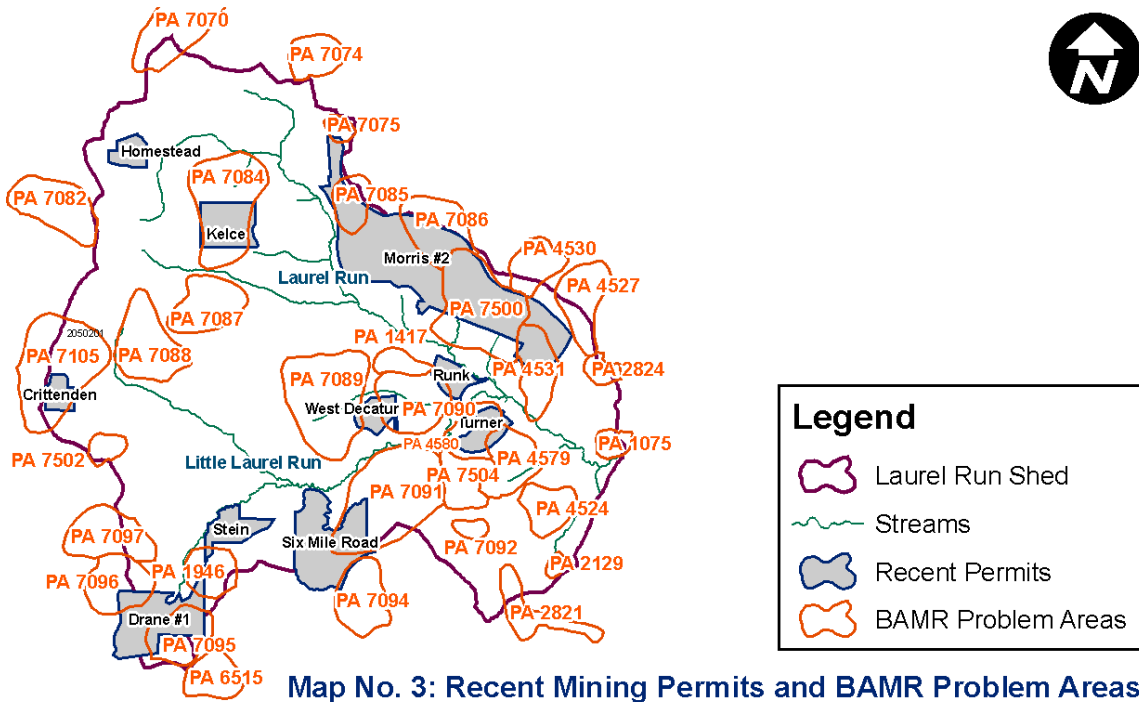 PA 7070
PA 7074
N
PA 7075
Homestead
PA 7084
PA 7082
PA 7085
PA 7086
Kelce
PA 4530
Morris #2
Laurel Run
PA 4527
PA 7500
PA 7087
2050201
PA 1417
PA 7105
PA 7088
PA 4531
PA 2824
Runk
PA 7089
Crittenden
West Decatur
PA 7090
Turner
PA 4580
PA 1075
PA 7502
Little Laurel Run
PA 4579
PA 7504
PA 7091
PA 4524
Stein
PA 7097
Six Mile Road
PA 7092
PA 2129
PA 7096
PA 1946
PA 7094
PA 2821
Drane #1
PA 7095
PA 6515
Legend
Laurel Run Shed
Streams
Recent Permits
BAMR Problem Areas
Map No. 3: Recent Mining Permits and BAMR Problem Areas